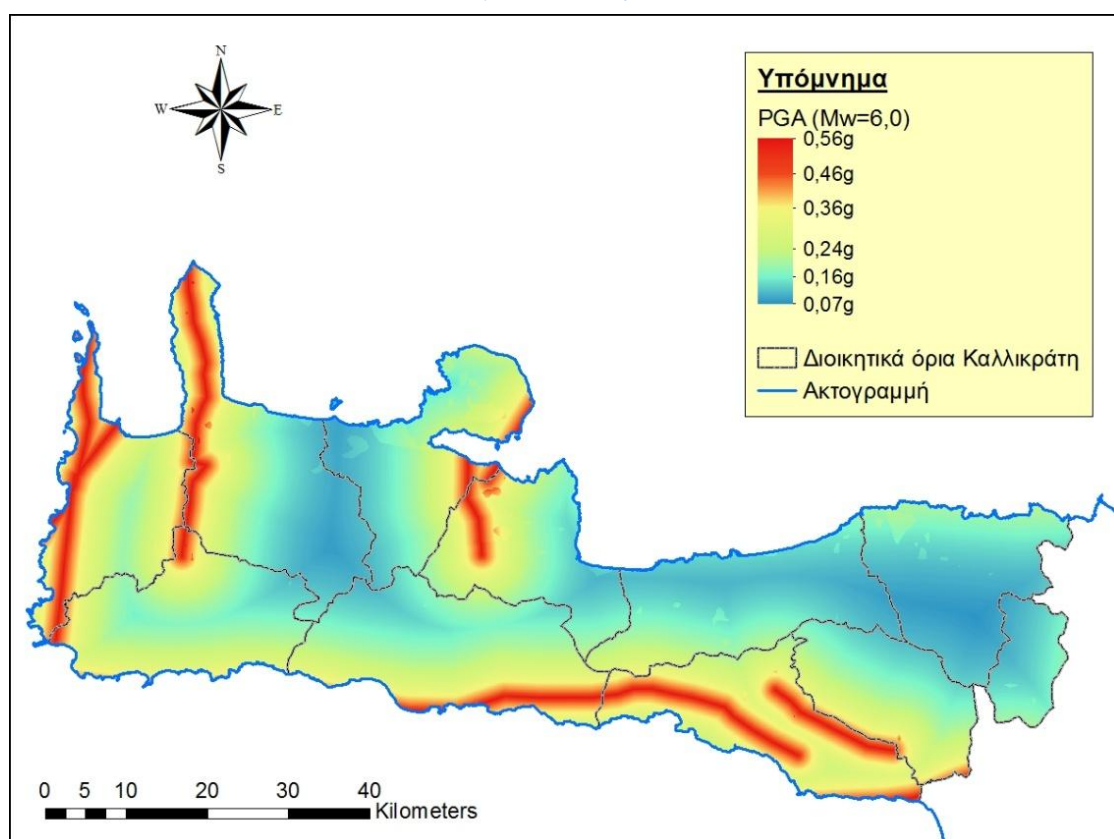 N
W E
S
Υπόμνημα
PGA (Mw=6,0)
0,56g
0,46g
0,36g
0,24g
0,16g
0,07g
Διοικητικά όρια Καλλικράτη
Ακτογραμμή
0 5 10 20 30 40
Kilometers